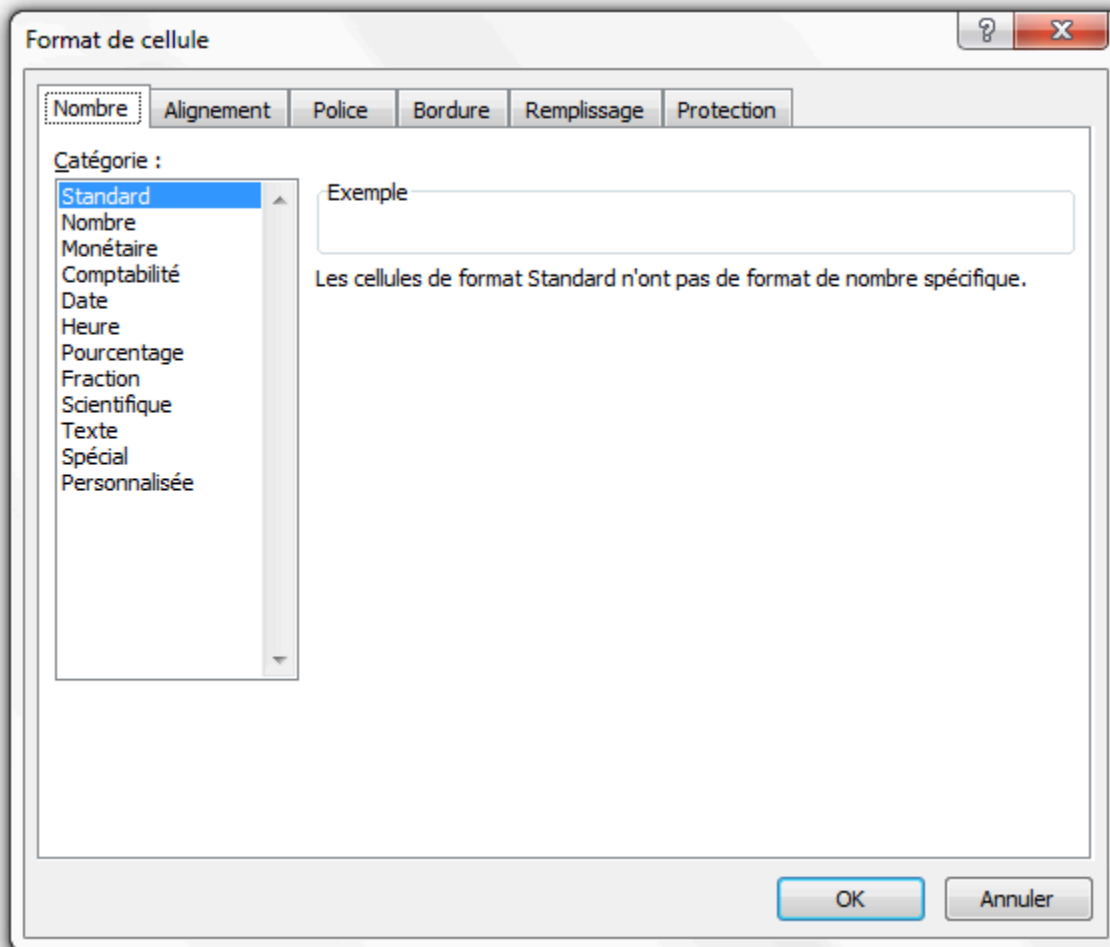 Format de cellule
?
Nombre Alignement Police Bordure Remplissage Protection
Catégorie :
Standard
Nombre
Monétaire
Comptabilité
Date
Heure
Pourcentage
Fraction
Scientifique
Texte
Spécial
Personnalisée
Exemple
Les cellules de format Standard n'ont pas de format de nombre spécifique.
OK Annuler